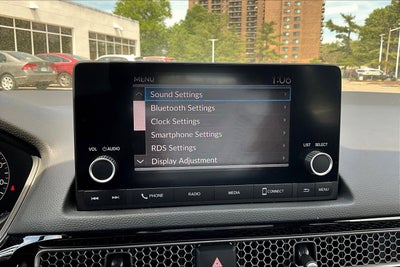 MENU 1:06
Sound Settings
Bluetooth Settings
Clock Settings
Smartphone Settings
RDS Settings
Display Adjustment
VOL AUDIO
LIST SELECT
PHONE RADIO MEDIA CONNECT MENU